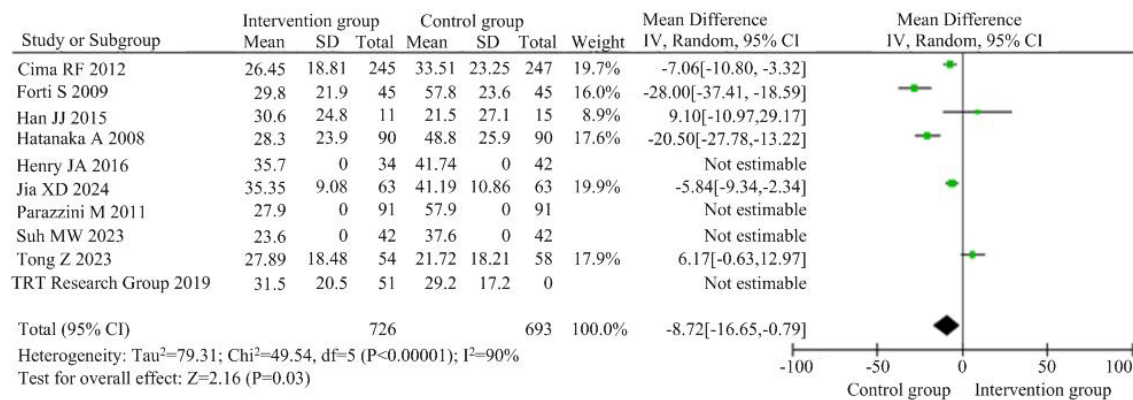 Intervention group Control group Mean Difference Mean Difference
Study or Subgroup Mean SD Total Mean SD Total Weight IV, Random, 95% CI IV, Random, 95% CI
Cima RF 2012 26.45 18.81 245 33.51 23.25 247 19.7% -7.06 [-10.80, -3.32]
Forti S 2009 29.8 21.9 45 57.8 23.6 45 16.0% -28.00[-37.41, -18.59]
Han JJ 2015 30.6 24.8 11 21.5 27.1 15 8.9% 9.10[-10.97,29.17]
Hatanaka A 2008 28.3 23.9 90 48.8 25.9 90 17.6% -20.50[-27.78,-13.22]
Henry JA 2016 35.7 0 34 41.74 0 42 Not estimable
Jia XD 2024 35.35 9.08 63 41.19 10.86 63 19.9% -5.84[-9.34,-2.34]
Parazzini M 2011 27.9 0 91 57.9 0 91 Not estimable
Suh MW 2023 23.6 0 42 37.6 0 42 Not estimable
Tong Z 2023 27.89 18.48 54 21.72 18.21 58 17.9% 6.17[-0.63,12.97]
TRT Research Group 2019 31.5 20.5 51 29.2 17.2 0 Not estimable
Total (95% CI) 726 693 100.0% -8.72[-16.65,-0.79]
Heterogeneity: Tau²=79.31; Chi²=49.54, df=5 (P<0.00001); I²=90%
Test for overall effect: Z=2.16 (P=0.03)
-100 -50 0 50 100
Control group Intervention group